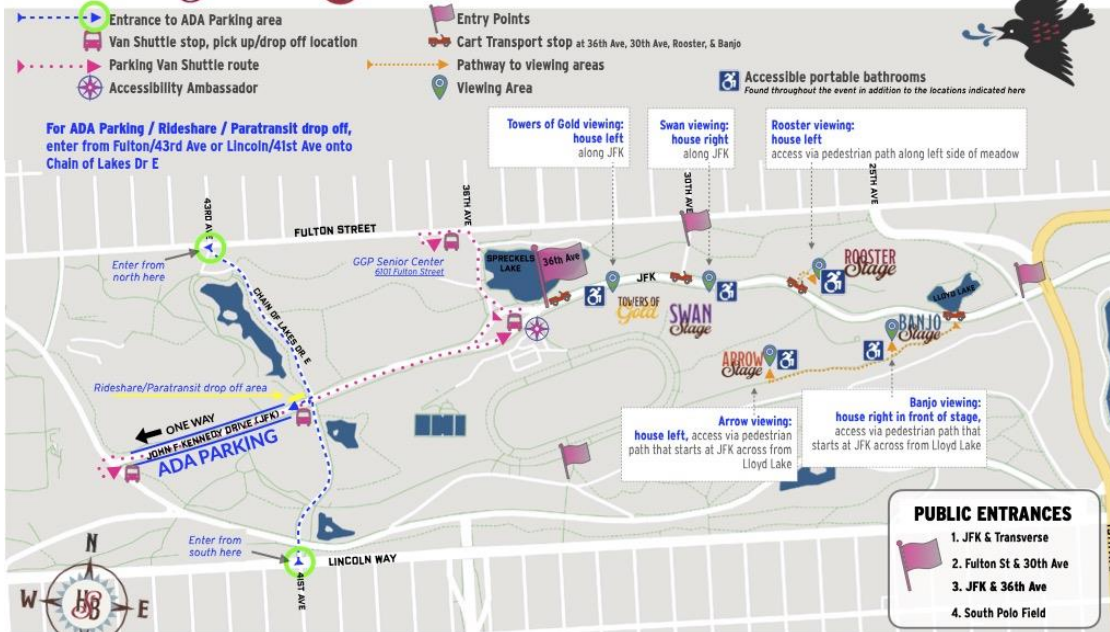 Entrance to ADA Parking area
Van Shuttle stop, pick up/drop off location
Parking Van Shuttle route
Accessibility Ambassador
Entry Points
Cart Transport stop at 36th Ave, 30th Ave, Rooster, & Banjo
Pathway to viewing areas
Viewing Area
Accessible portable bathrooms
Found throughout the event in addition to the locations indicated here
For ADA Parking / Rideshare / Paratransit drop off,
enter from Fulton/43rd Ave or Lincoln/41st Ave onto
Chain of Lakes Dr E
Towers of Gold viewing:
house left
along JFK
Swan viewing:
house right
along JFK
Rooster viewing:
house left
access via pedestrian path along left side of meadow
43RD AVE
36TH AVE
30TH AVE
25TH AVE
FULTON STREET
GGP Senior Center
6101 Fulton Street
Enter from
north here
SPRECKELS
LAKE
36th Ave
JFK
TOWERS OF
Gold
SWAN
Stage
ROOSTER
Stage
LLOYD LAKE
BANJO
Stage
ARROW
Stage
CHAIN OF LAKES DR. E
Rideshare/Paratransit drop off area
ONE WAY
JOHN F KENNEDY DRIVE (JFK)
ADA PARKING
Arrow viewing:
house left, access via pedestrian
path that starts at JFK across from
Lloyd Lake
Banjo viewing:
house right in front of stage,
access via pedestrian path that
starts at JFK across from Lloyd Lake
Enter from
south here
LINCOLN WAY
41ST AVE
N
W
E
HSB
PUBLIC ENTRANCES
1. JFK & Transverse
2. Fulton St & 30th Ave
3. JFK & 36th Ave
4. South Polo Field